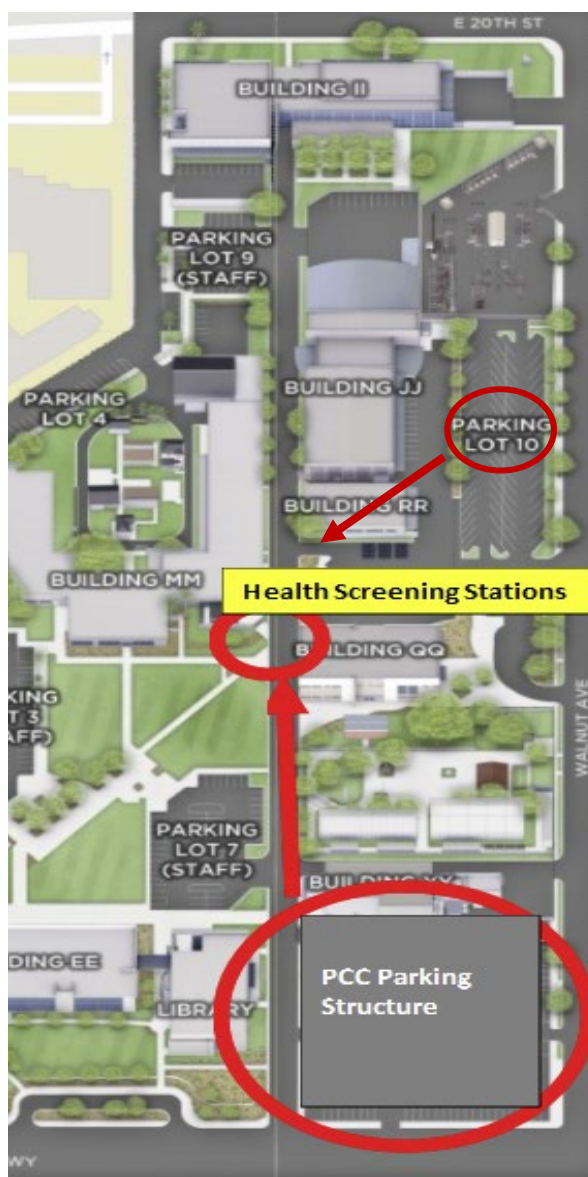 E 20TH ST
BUILDING II
PARKING
LOT 9
(STAFF)
PARKING
LOT 4
BUILDING JJ
PARKING
LOT 10
BUILDING RR
BUILDING MM
Health Screening Stations
BUILDING QQ
KING
T 3
AFF)
WALNUT AVE
PARKING
LOT 7
(STAFF)
BUILDING
DING EE
LIBRARY
PCC Parking
Structure
WY